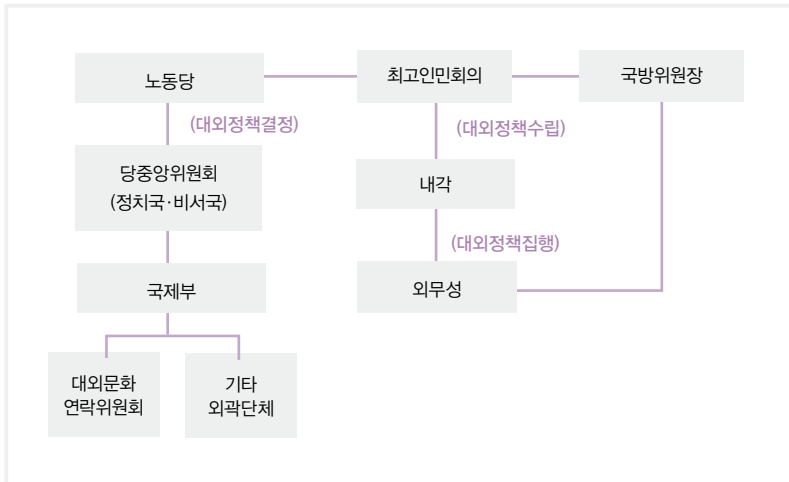 노동당
최고인민회의
국방위원장
(대외정책결정)
(대외정책수립)
당중앙위원회
(정치국·비서국)
내각
(대외정책집행)
국제부
외무성
대외문화
연락위원회
기타
외곽단체